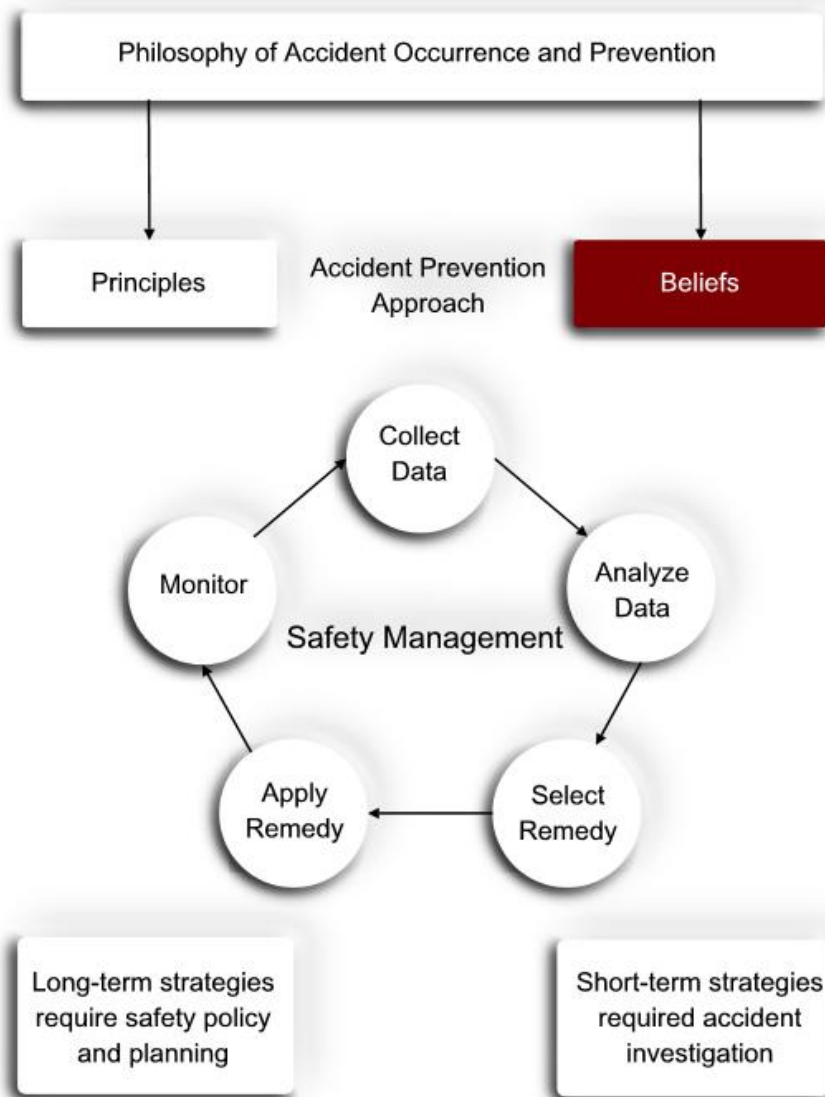 Philosophy of Accident Occurrence and Prevention
Principles
Accident Prevention
Approach
Beliefs
Collect
Data
Monitor
Analyze
Data
Safety Management
Apply
Remedy
Select
Remedy
Long-term strategies
require safety policy
and planning
Short-term strategies
required accident
investigation